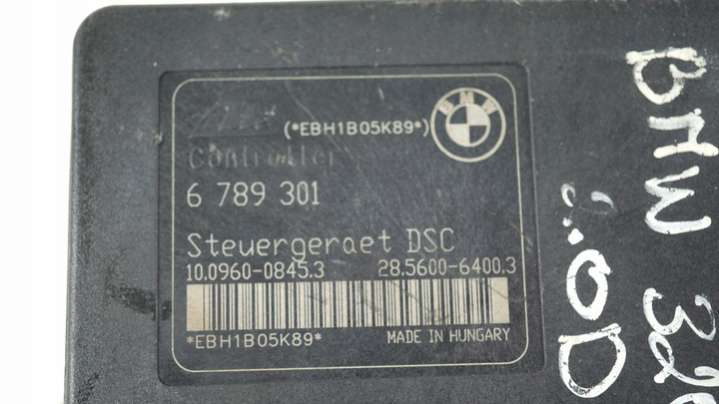 (*EBH1B05K89*)
BMW
Controller
6 789 301
Steuergeraet DSC
10.0960-0845.3 28.5600-6400.3
*EBH1B05K89*
MADE IN HUNGARY
BMW
2.0D